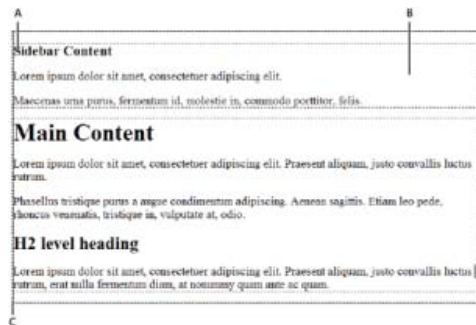 A
B
Sidebar Content
Lorem ipsum dolor sit amet, consectetuer adipiscing elit.
Maecenas urna purus, fermentum id, molestie in, commodo porttitor, felis.
Main Content
Lorem ipsum dolor sit amet, consectetuer adipiscing elit. Praesent aliquam, justo convallis luctus
rutrum.
Phasellus tristique purus a augue condimentum adipiscing. Aenean sagittis. Etiam leo pede,
rhoncus venenatis, tristique in, vulputate at, odio.
H2 level heading
Lorem ipsum dolor sit amet, consectetuer adipiscing elit. Praesent aliquam, justo convallis luctus
rutrum, erat nulla fermentum diam, at nonummy quam ante ac quam.
C